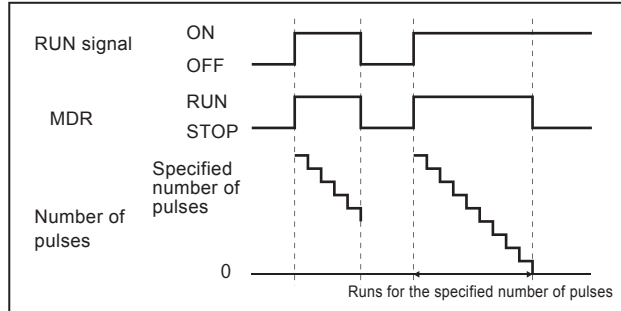 RUN signal
ON
OFF
MDR
RUN
STOP
Number of
pulses
Specified
number of
pulses
0
Runs for the specified number of pulses